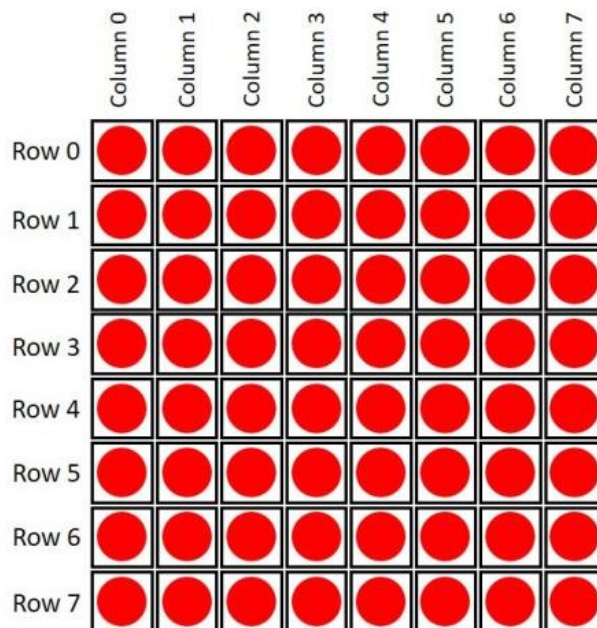 Column 0
Column 1
Column 2
Column 3
Column 4
Column 5
Column 6
Column 7
Row 0
Row 1
Row 2
Row 3
Row 4
Row 5
Row 6
Row 7